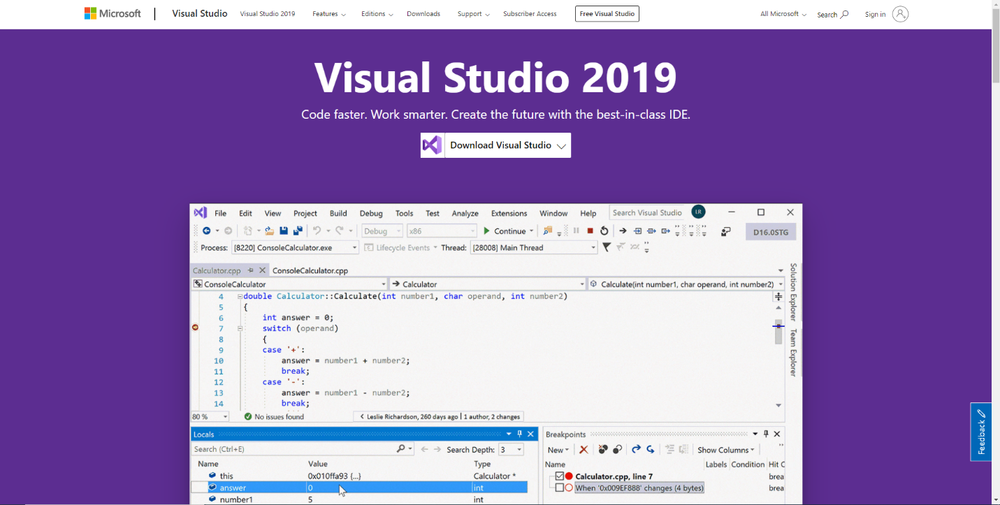 Microsoft Visual Studio Visual Studio 2019 Features Editions Downloads Support Subscriber Access Free Visual Studio All Microsoft Search Sign in
Visual Studio 2019
Code faster. Work smarter. Create the future with the best-in-class IDE.
Download Visual Studio
File Edit View Project Build Debug Tools Test Analyze Extensions Window Help Search Visual Studio LR
Debug x86 Continue D16.0STG
Process: [8220] ConsoleCalculator.exe Lifecycle Events Thread: [28008] Main Thread
Calculator.cpp ConsoleCalculator.cpp
ConsoleCalculator Calculator Calculate(int number1, char operand, int number2)
4 double Calculator::Calculate(int number1, char operand, int number2)
5 {
6 int answer = 0;
7 switch (operand)
8 {
9 case '+':
10 answer = number1 + number2;
11 break;
12 case '-':
13 answer = number1 - number2;
14 break;
Solution Explorer
Team Explorer
80 % No issues found Leslie Richardson, 260 days ago | 1 author, 2 changes
Feedback
Locals
Search (Ctrl+E) Search Depth: 3
Name Value Type
this 0x010ffa93 {...} Calculator *
answer 0 int
number1 5 int
Breakpoints
New Show Columns
Name Labels Condition Hit C
Calculator.cpp, line 7 brea
When '0x009EF888' changes (4 bytes) brea